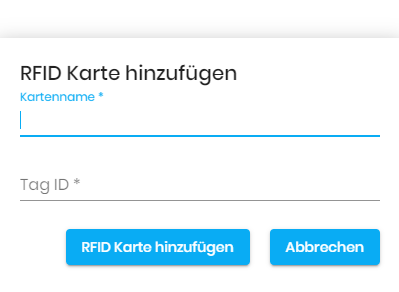 RFID Karte hinzufügen
Kartenname *
Tag ID *
RFID Karte hinzufügen
Abbrechen